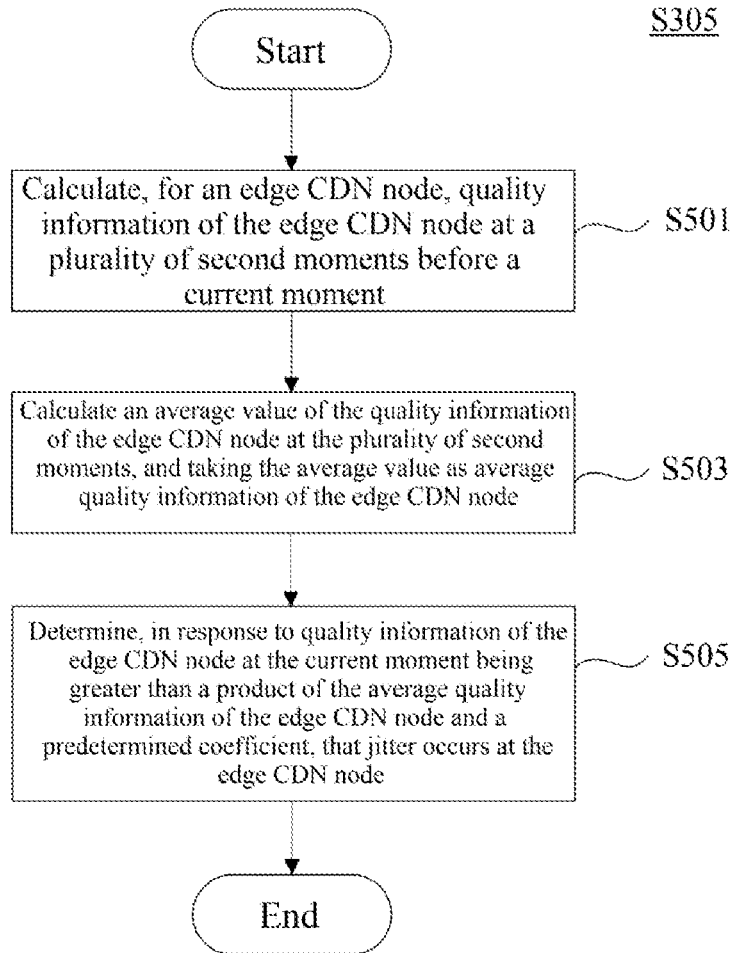 S305
Start
Calculate, for an edge CDN node, quality
information of the edge CDN node at a
plurality of second moments before a
current moment
S501
Calculate an average value of the quality information
of the edge CDN node at the plurality of second
moments, and taking the average value as average
quality information of the edge CDN node
S503
Determine, in response to quality information of the
edge CDN node at the current moment being
greater than a product of the average quality
information of the edge CDN node and a
predetermined coefficient, that jitter occurs at the
edge CDN node
S505
End